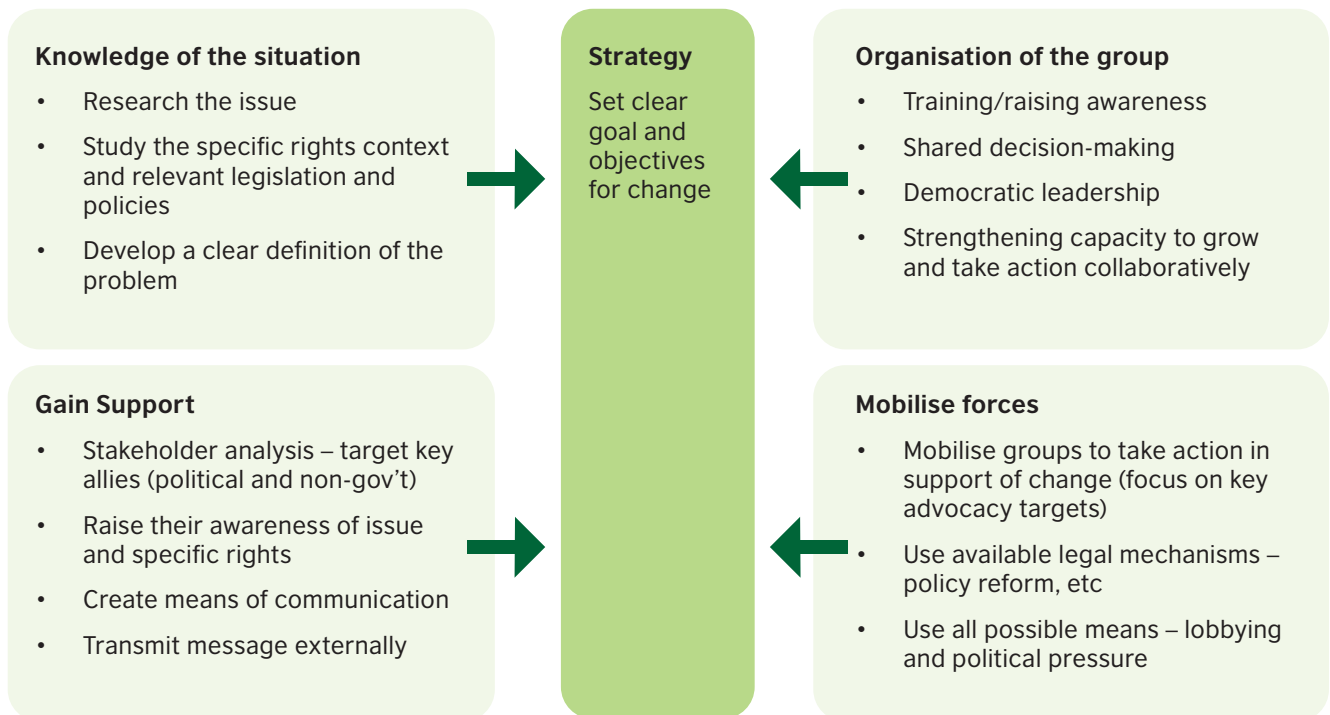 Knowledge of the situation
• Research the issue
• Study the specific rights context
and relevant legislation and
policies
• Develop a clear definition of the
problem
Strategy
Set clear
goal and
objectives
for change
Organisation of the group
• Training/raising awareness
• Shared decision-making
• Democratic leadership
• Strengthening capacity to grow
and take action collaboratively
Gain Support
• Stakeholder analysis – target key
allies (political and non-gov’t)
• Raise their awareness of issue
and specific rights
• Create means of communication
• Transmit message externally
Mobilise forces
• Mobilise groups to take action in
support of change (focus on key
advocacy targets)
• Use available legal mechanisms –
policy reform, etc
• Use all possible means – lobbying
and political pressure